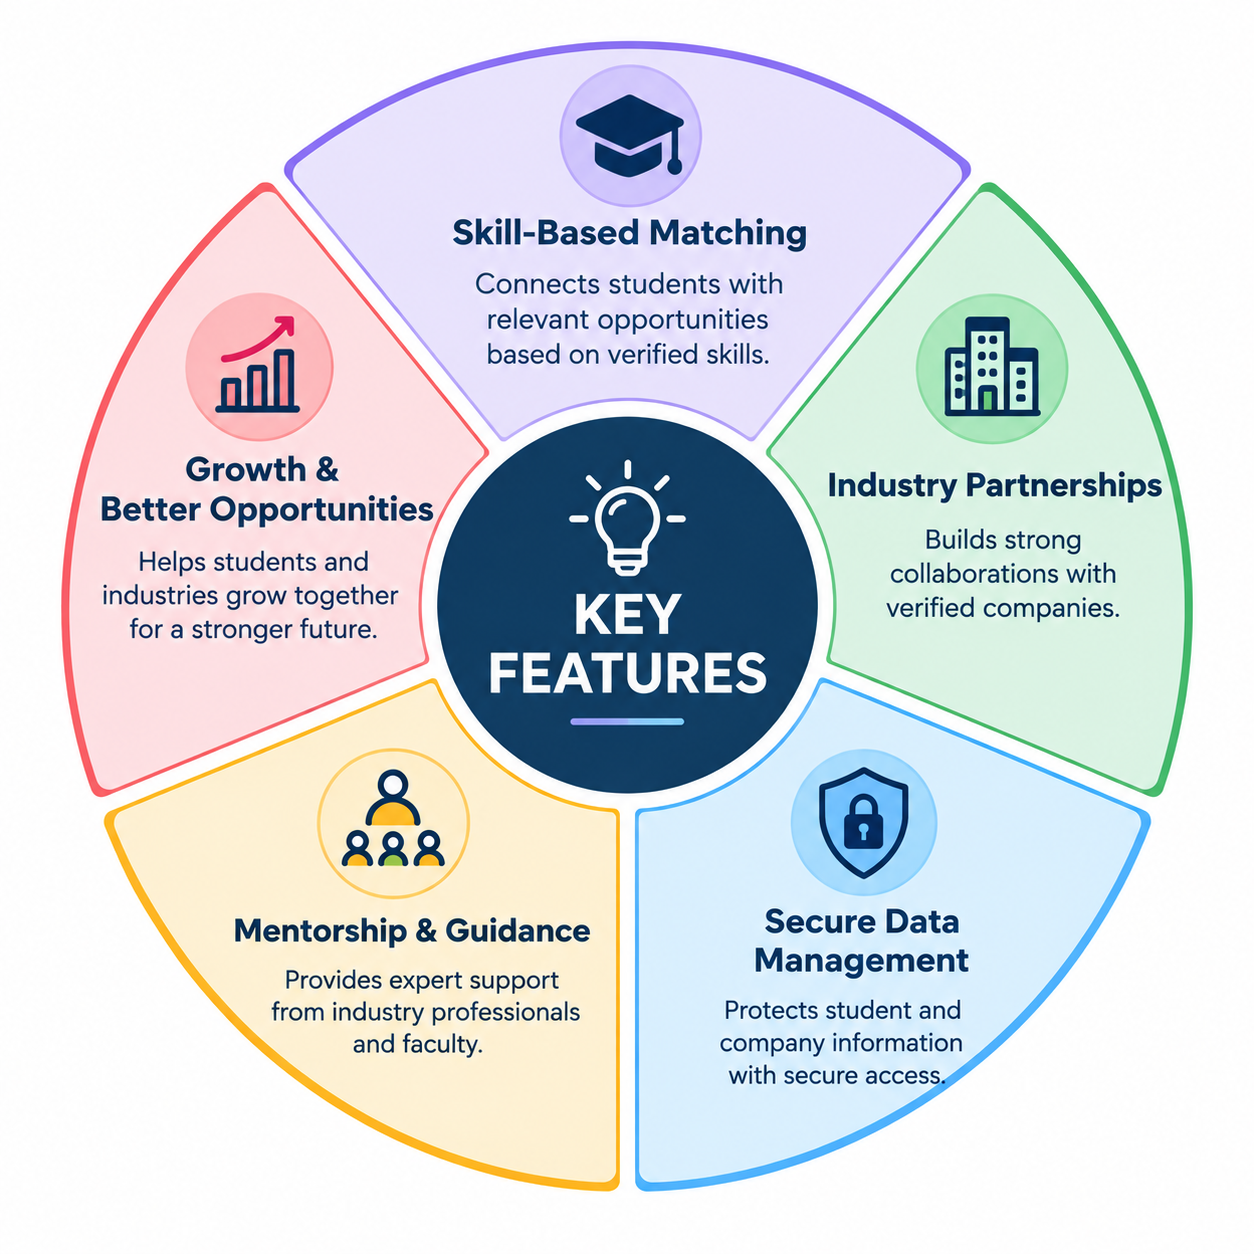 Skill-Based Matching
Connects students with
relevant opportunities
based on verified skills.
Industry Partnerships
Builds strong
collaborations with
verified companies.
Secure Data
Management
Protects student and
company information
with secure access.
Mentorship & Guidance
Provides expert support
from industry professionals
and faculty.
Growth &
Better Opportunities
Helps students and
industries grow together
for a stronger future.
KEY
FEATURES